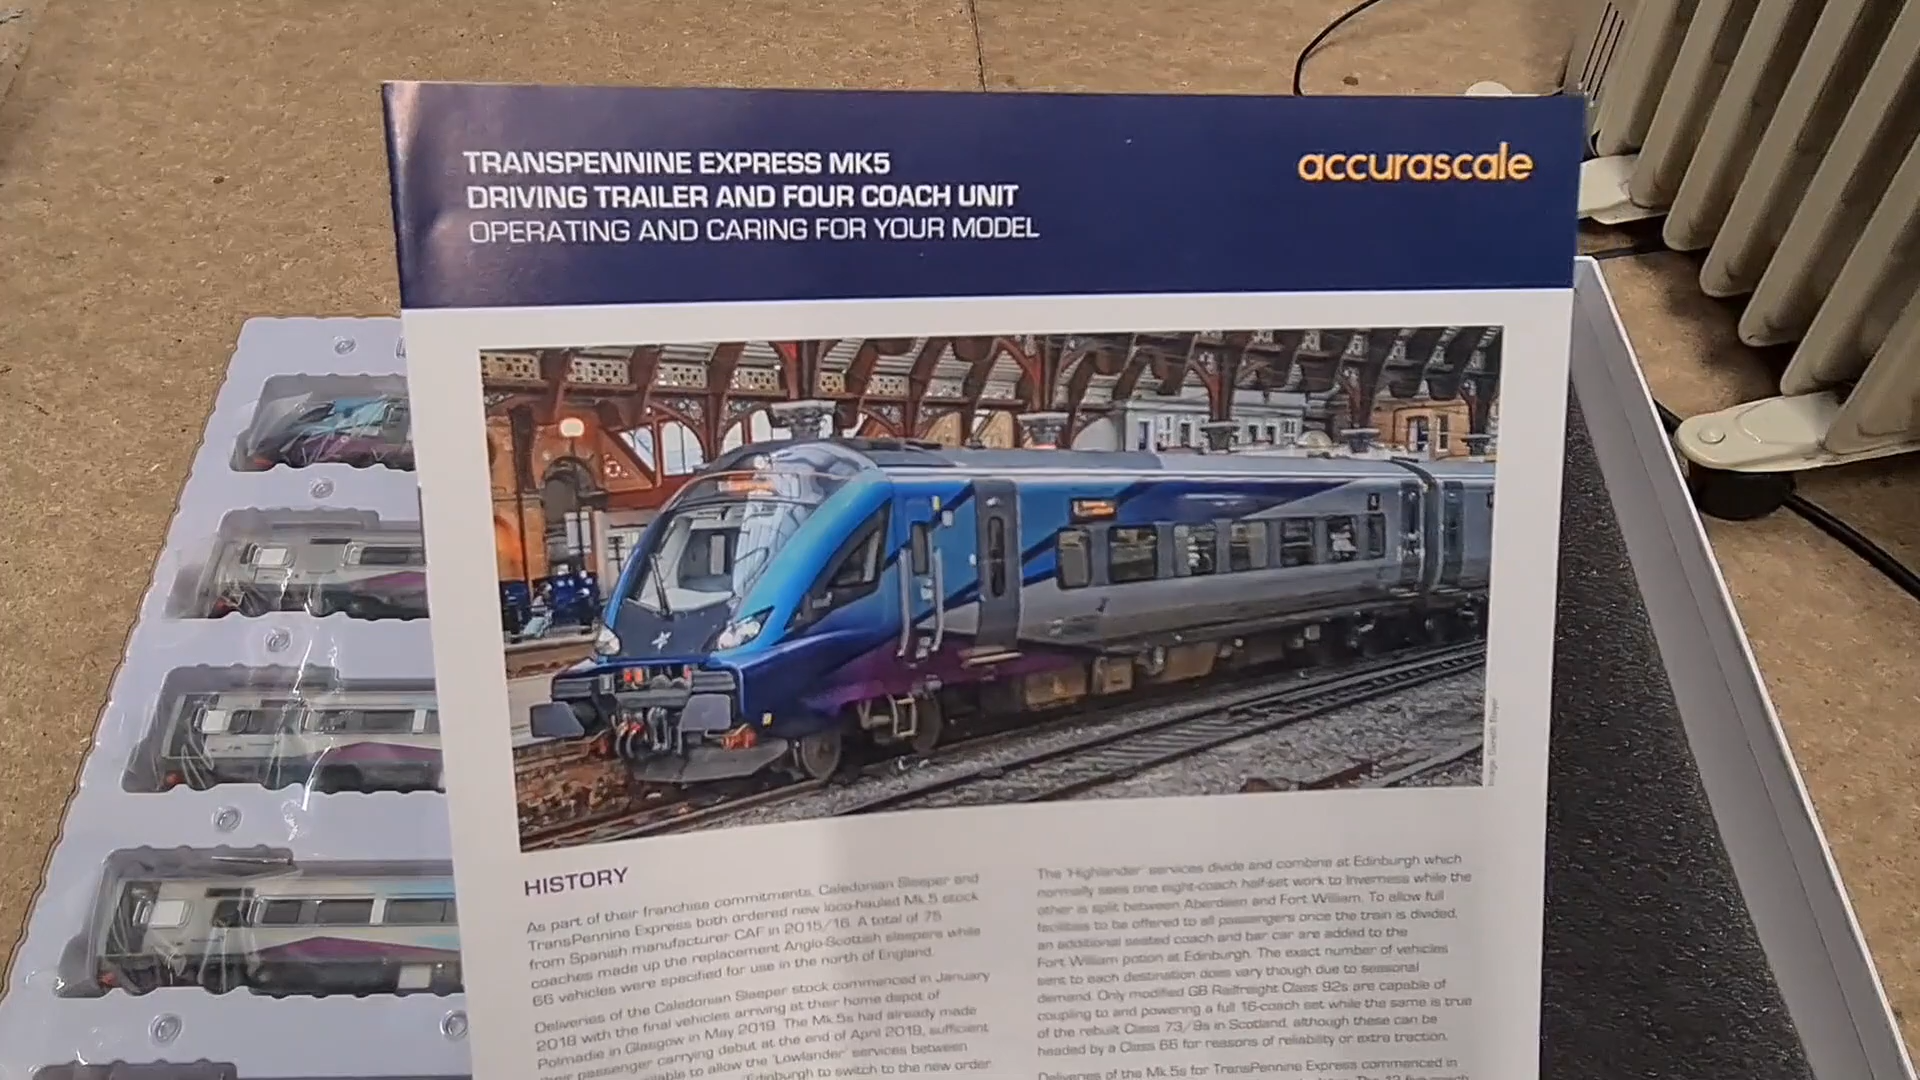 TRANSPENNINE EXPRESS MK5
DRIVING TRAILER AND FOUR COACH UNIT
OPERATING AND CARING FOR YOUR MODEL
accurascale
HISTORY
As part of their franchise commitments, Caledonian Sleeper and
TransPennine Express both ordered new loco-hauled Mk.5 stock
from Spanish manufacturer CAF in 2015/16. A total of 75
coaches made up the replacement Anglo-Scottish sleepers while
66 vehicles were specified for use in the north of England.
Deliveries of the Caledonian Sleeper stock commenced in January
2018 with the final vehicles arriving at their home depot of
Polmadie in Glasgow in May 2019. The Mk.5s had already made
their passenger carrying debut at the end of April 2019, sufficient
to allow the 'Lowlander' services between
Edinburgh to switch to the new order
The 'Highlander' services divide and combine at Edinburgh which
normally sees one eight-coach half-set work to Inverness while the
other is split between Aberdeen and Fort William. To allow full
facilities to be offered to all passengers once the train is divided,
an additional seated coach and bar car are added to the
Fort William potion at Edinburgh. The exact number of vehicles
sent to each destination does vary though due to seasonal
demand. Only modified GB Railfreight Class 92s are capable of
coupling to and powering a full 16-coach set while the same is true
of the rebuilt Class 73/9s in Scotland, although these can be
headed by a Class 66 for reasons of reliability or extra traction.
Deliveries of the Mk.5s for TransPennine Express commenced in